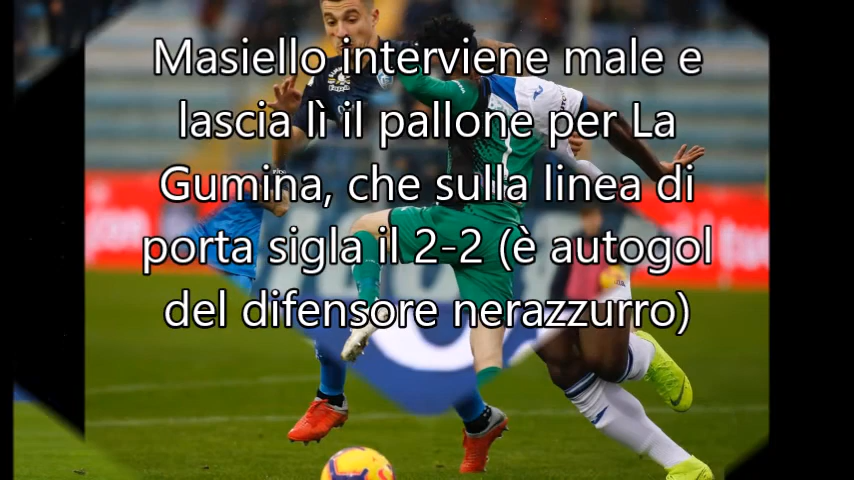 Masiello interviene male e
lascia lì il pallone per La
Gumina, che sulla linea di
porta sigla il 2-2 (è autogol
del difensore nerazzurro)